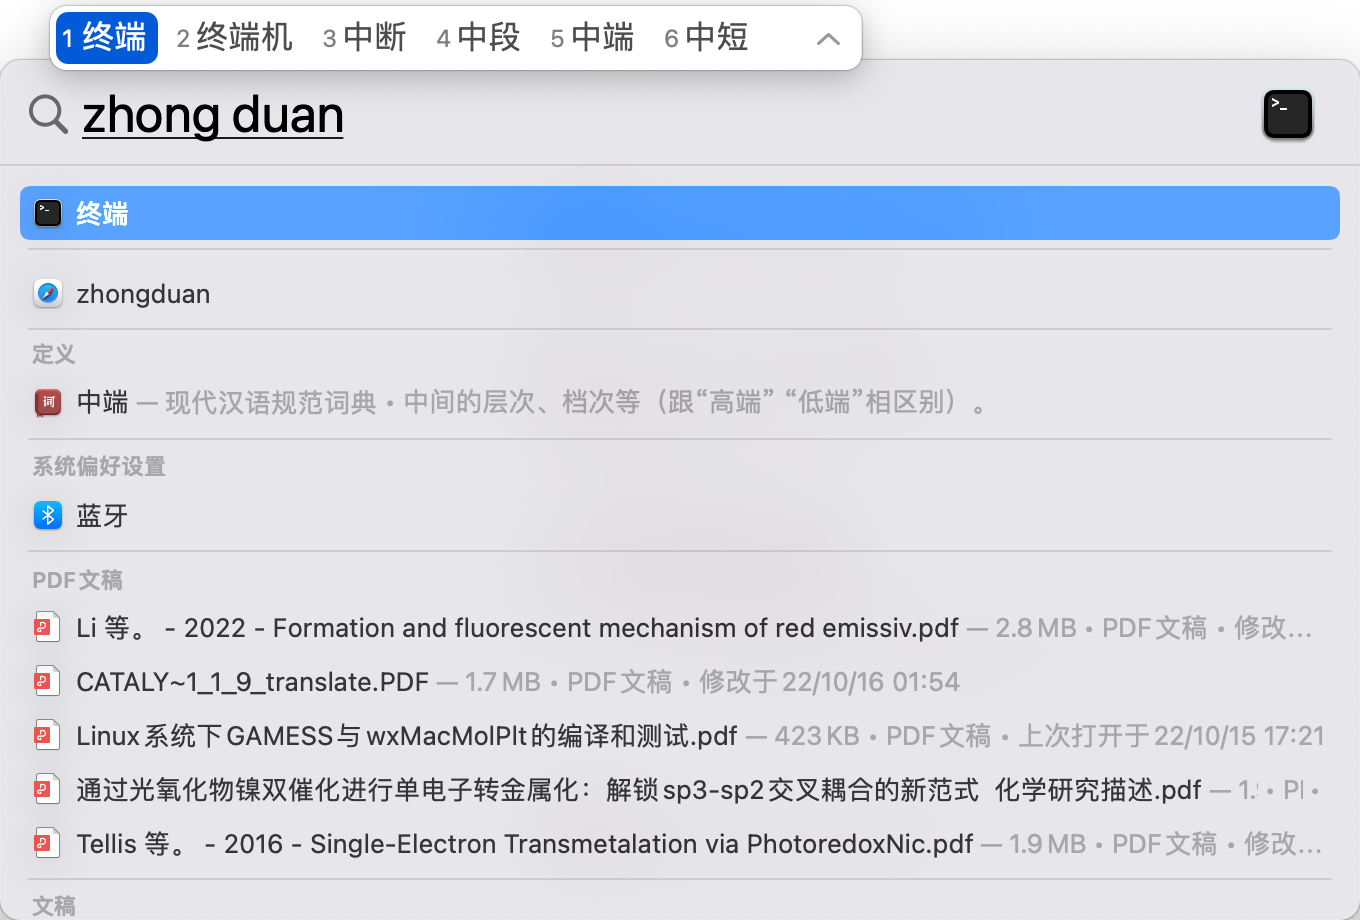 1 终端 2 终端机 3 中断 4 中段 5 中端 6 中短
zhong duan
终端
zhongduan
定义
中端 — 现代汉语规范词典 • 中间的层次、档次等（跟“高端” “低端”相区别）。
系统偏好设置
蓝牙
PDF文稿
Li 等。 - 2022 - Formation and fluorescent mechanism of red emissiv.pdf — 2.8 MB • PDF文稿 • 修改...
CATALY~1_1_9_translate.PDF — 1.7 MB • PDF文稿 • 修改于22/10/16 01:54
Linux系统下GAMESS与wxMacMolPlt的编译和测试.pdf — 423 KB • PDF文稿 • 上次打开于22/10/15 17:21
通过光氧化物镍双催化进行单电子转金属化：解锁sp3-sp2交叉耦合的新范式 化学研究描述.pdf — 1. •
Tellis 等。 - 2016 - Single-Electron Transmetalation via PhotoredoxNic.pdf — 1.9 MB • PDF文稿 • 修改...
文稿